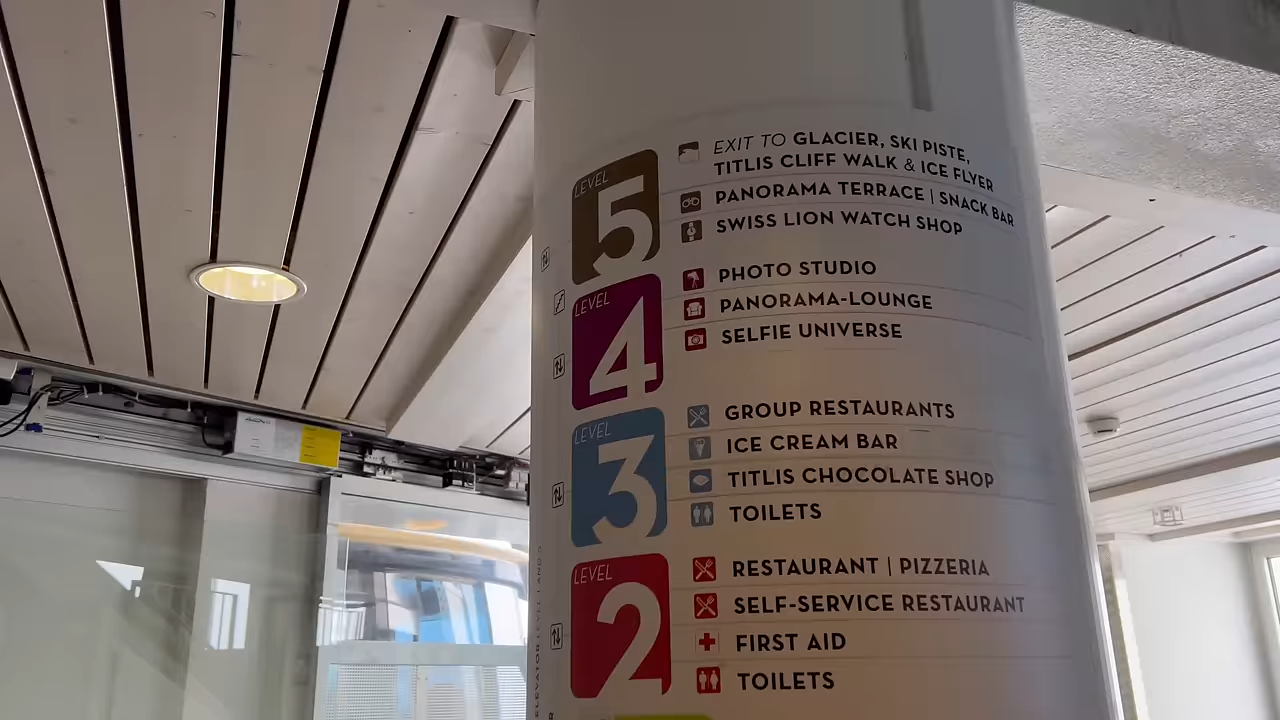 LEVEL 5
EXIT TO GLACIER, SKI PISTE,
TITLIS CLIFF WALK & ICE FLYER
PANORAMA TERRACE | SNACK BAR
SWISS LION WATCH SHOP
LEVEL 4
PHOTO STUDIO
PANORAMA-LOUNGE
SELFIE UNIVERSE
LEVEL 3
GROUP RESTAURANTS
ICE CREAM BAR
TITLIS CHOCOLATE SHOP
TOILETS
LEVEL 2
RESTAURANT | PIZZERIA
SELF-SERVICE RESTAURANT
FIRST AID
TOILETS